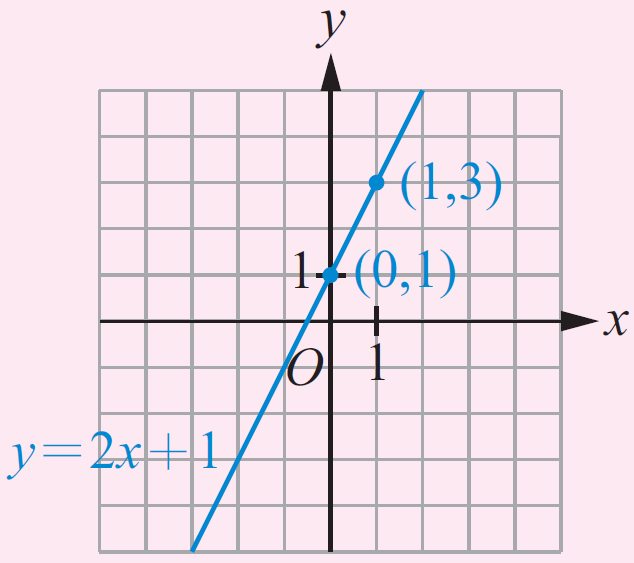 y
(1,3)
1
(0,1)
x
O
1
y=2x+1